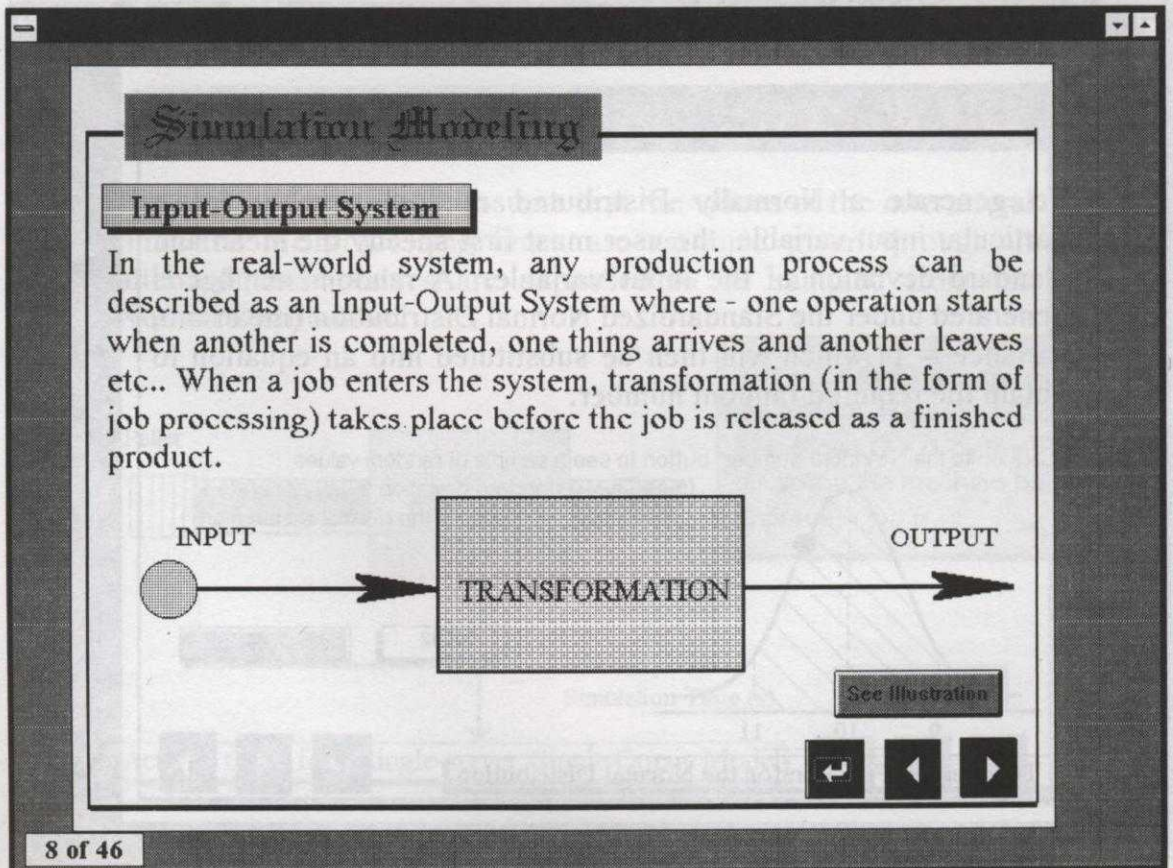 Simulation Modeling
Input-Output System
In the real-world system, any production process can be
described as an Input-Output System where - one operation starts
when another is completed, one thing arrives and another leaves
etc.. When a job enters the system, transformation (in the form of
job processing) takes place before the job is released as a finished
product.
INPUT
OUTPUT
TRANSFORMATION
See Illustration
8 of 46